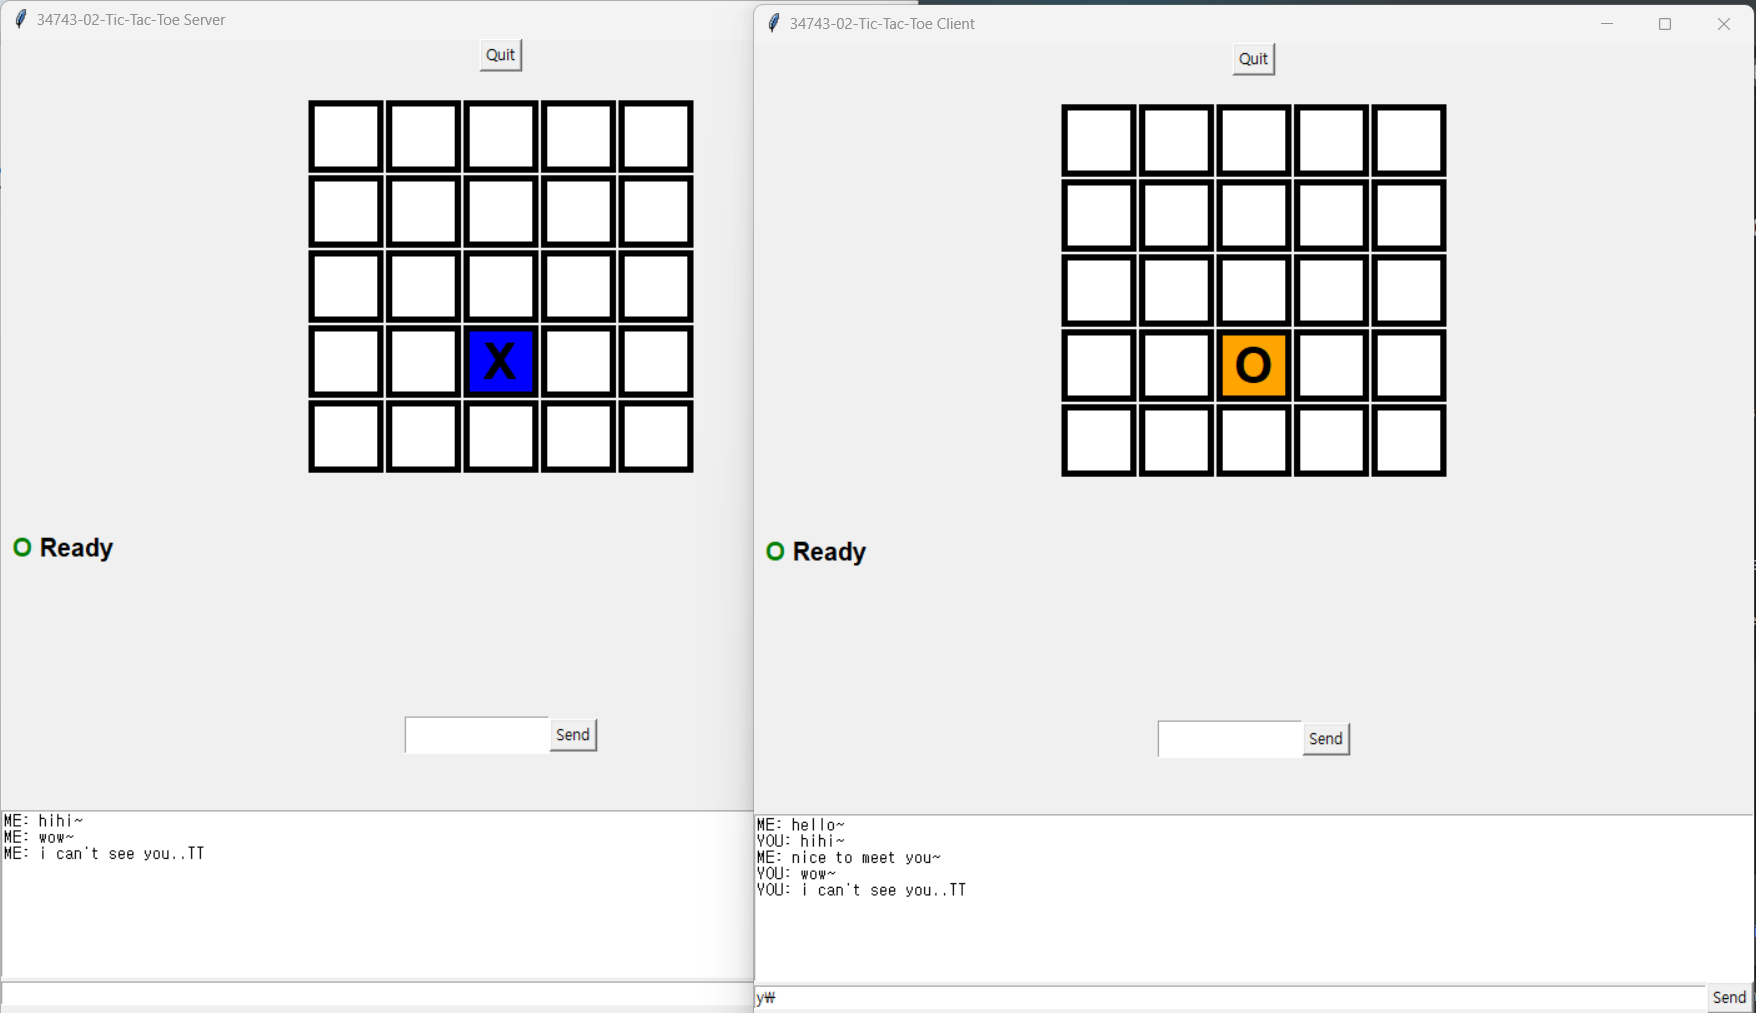 34743-02-Tic-Tac-Toe Server
Quit
X
O Ready
Send
ME: hihi~
ME: wow~
ME: i can't see you..TT
34743-02-Tic-Tac-Toe Client
Quit
O
O Ready
Send
ME: hello~
YOU: hihi~
ME: nice to meet you~
YOU: wow~
YOU: i can't see you..TT
y₩
Send